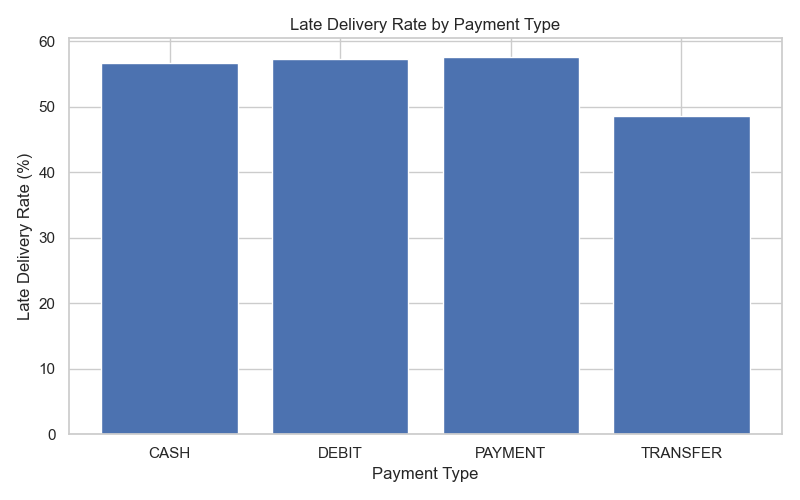 Late Delivery Rate by Payment Type
Late Delivery Rate (%)
60
50
40
30
20
10
0
CASH DEBIT PAYMENT TRANSFER
Payment Type